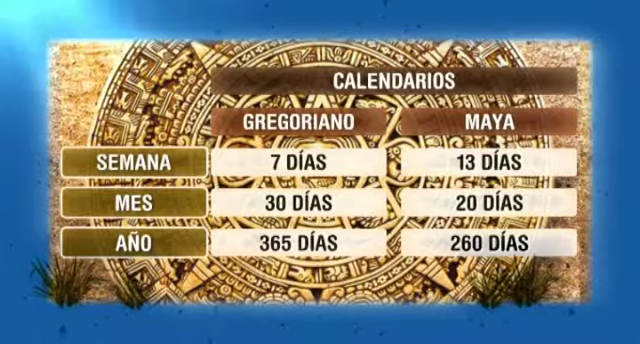 CALENDARIOS
GREGORIANO MAYA
SEMANA 7 DÍAS 13 DÍAS
MES 30 DÍAS 20 DÍAS
AÑO 365 DÍAS 260 DÍAS